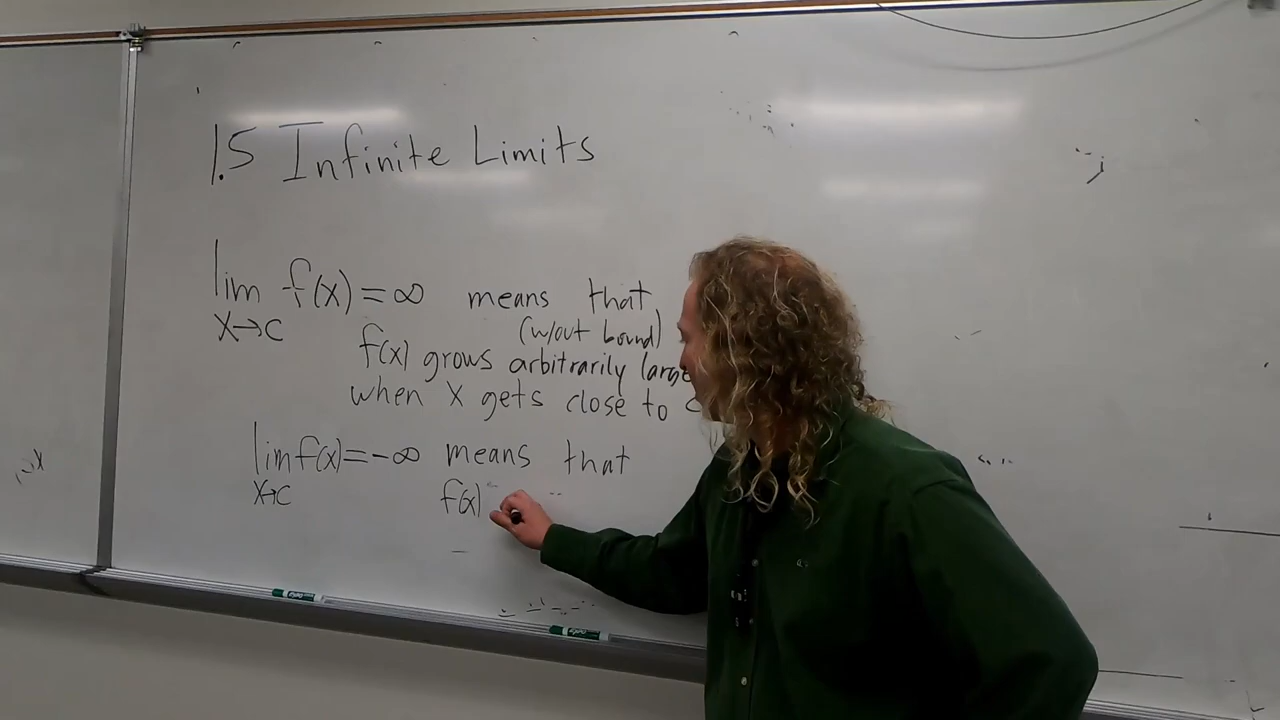 1.5 Infinite Limits
lim f(x) = ∞ means that
x→c
(w/out bound)
f(x) grows arbitrarily large
when x gets close to c
lim f(x) = -∞ means that
x→c
f(x)